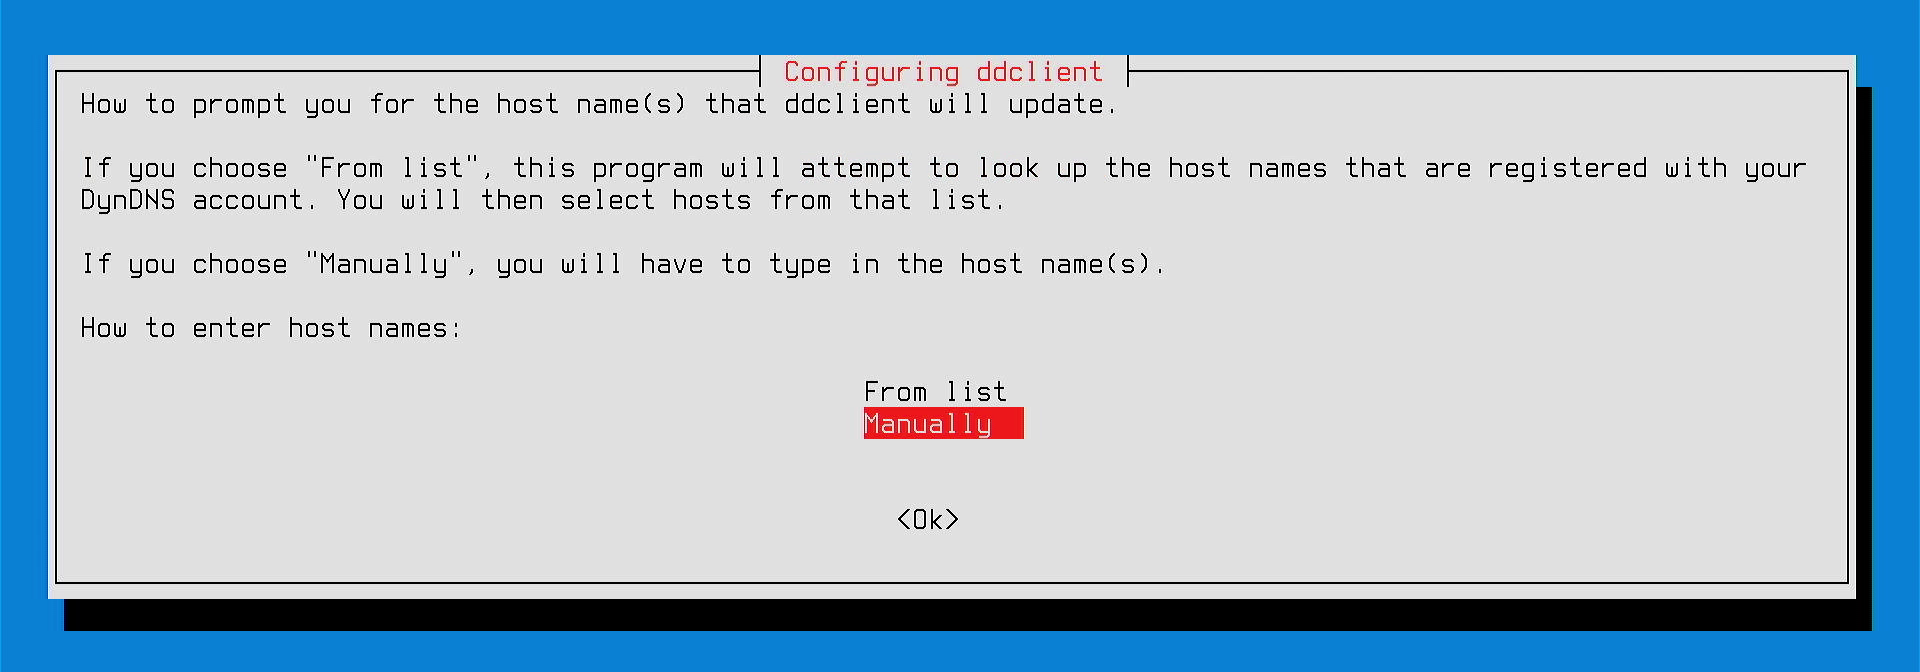 Configuring ddclient
How to prompt you for the host name(s) that ddclient will update.
If you choose "From list", this program will attempt to look up the host names that are registered with your
DynDNS account. You will then select hosts from that list.
If you choose "Manually", you will have to type in the host name(s).
How to enter host names:
From list
Manually
<Ok>